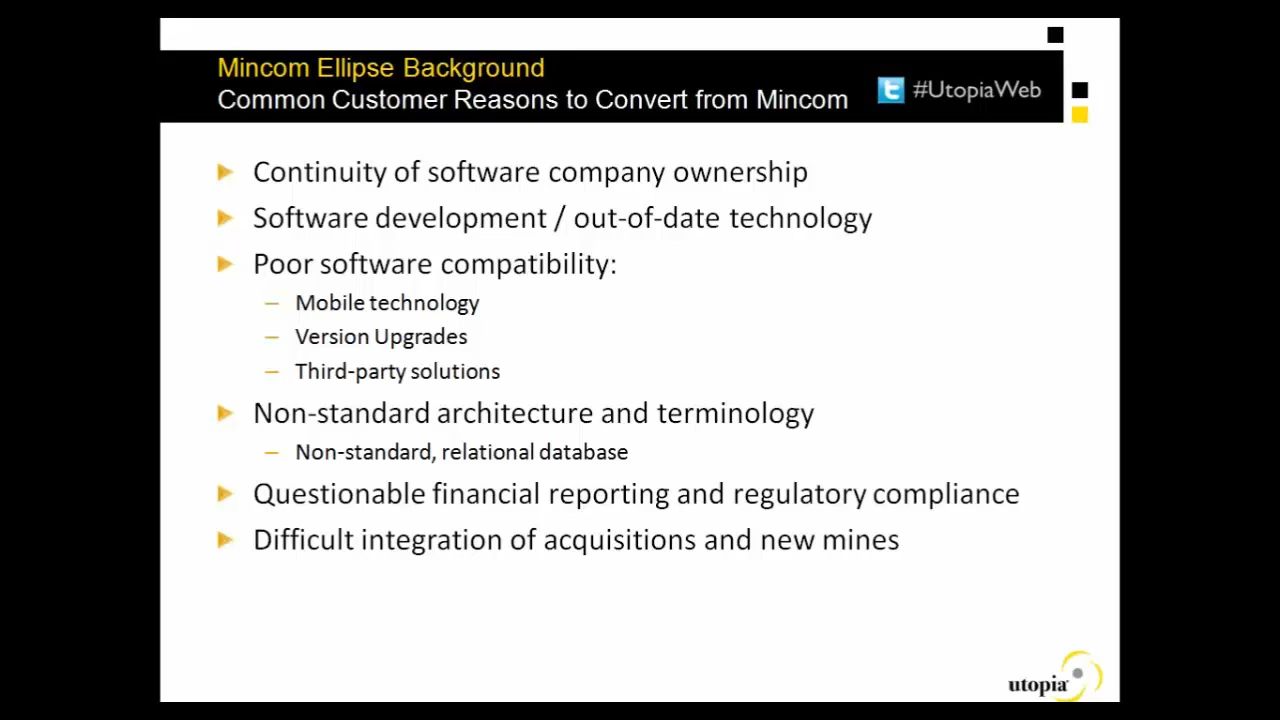 Mincom Ellipse Background
Common Customer Reasons to Convert from Mincom
#UtopiaWeb
Continuity of software company ownership
Software development / out-of-date technology
Poor software compatibility:
– Mobile technology
– Version Upgrades
– Third-party solutions
Non-standard architecture and terminology
– Non-standard, relational database
Questionable financial reporting and regulatory compliance
Difficult integration of acquisitions and new mines
utopia